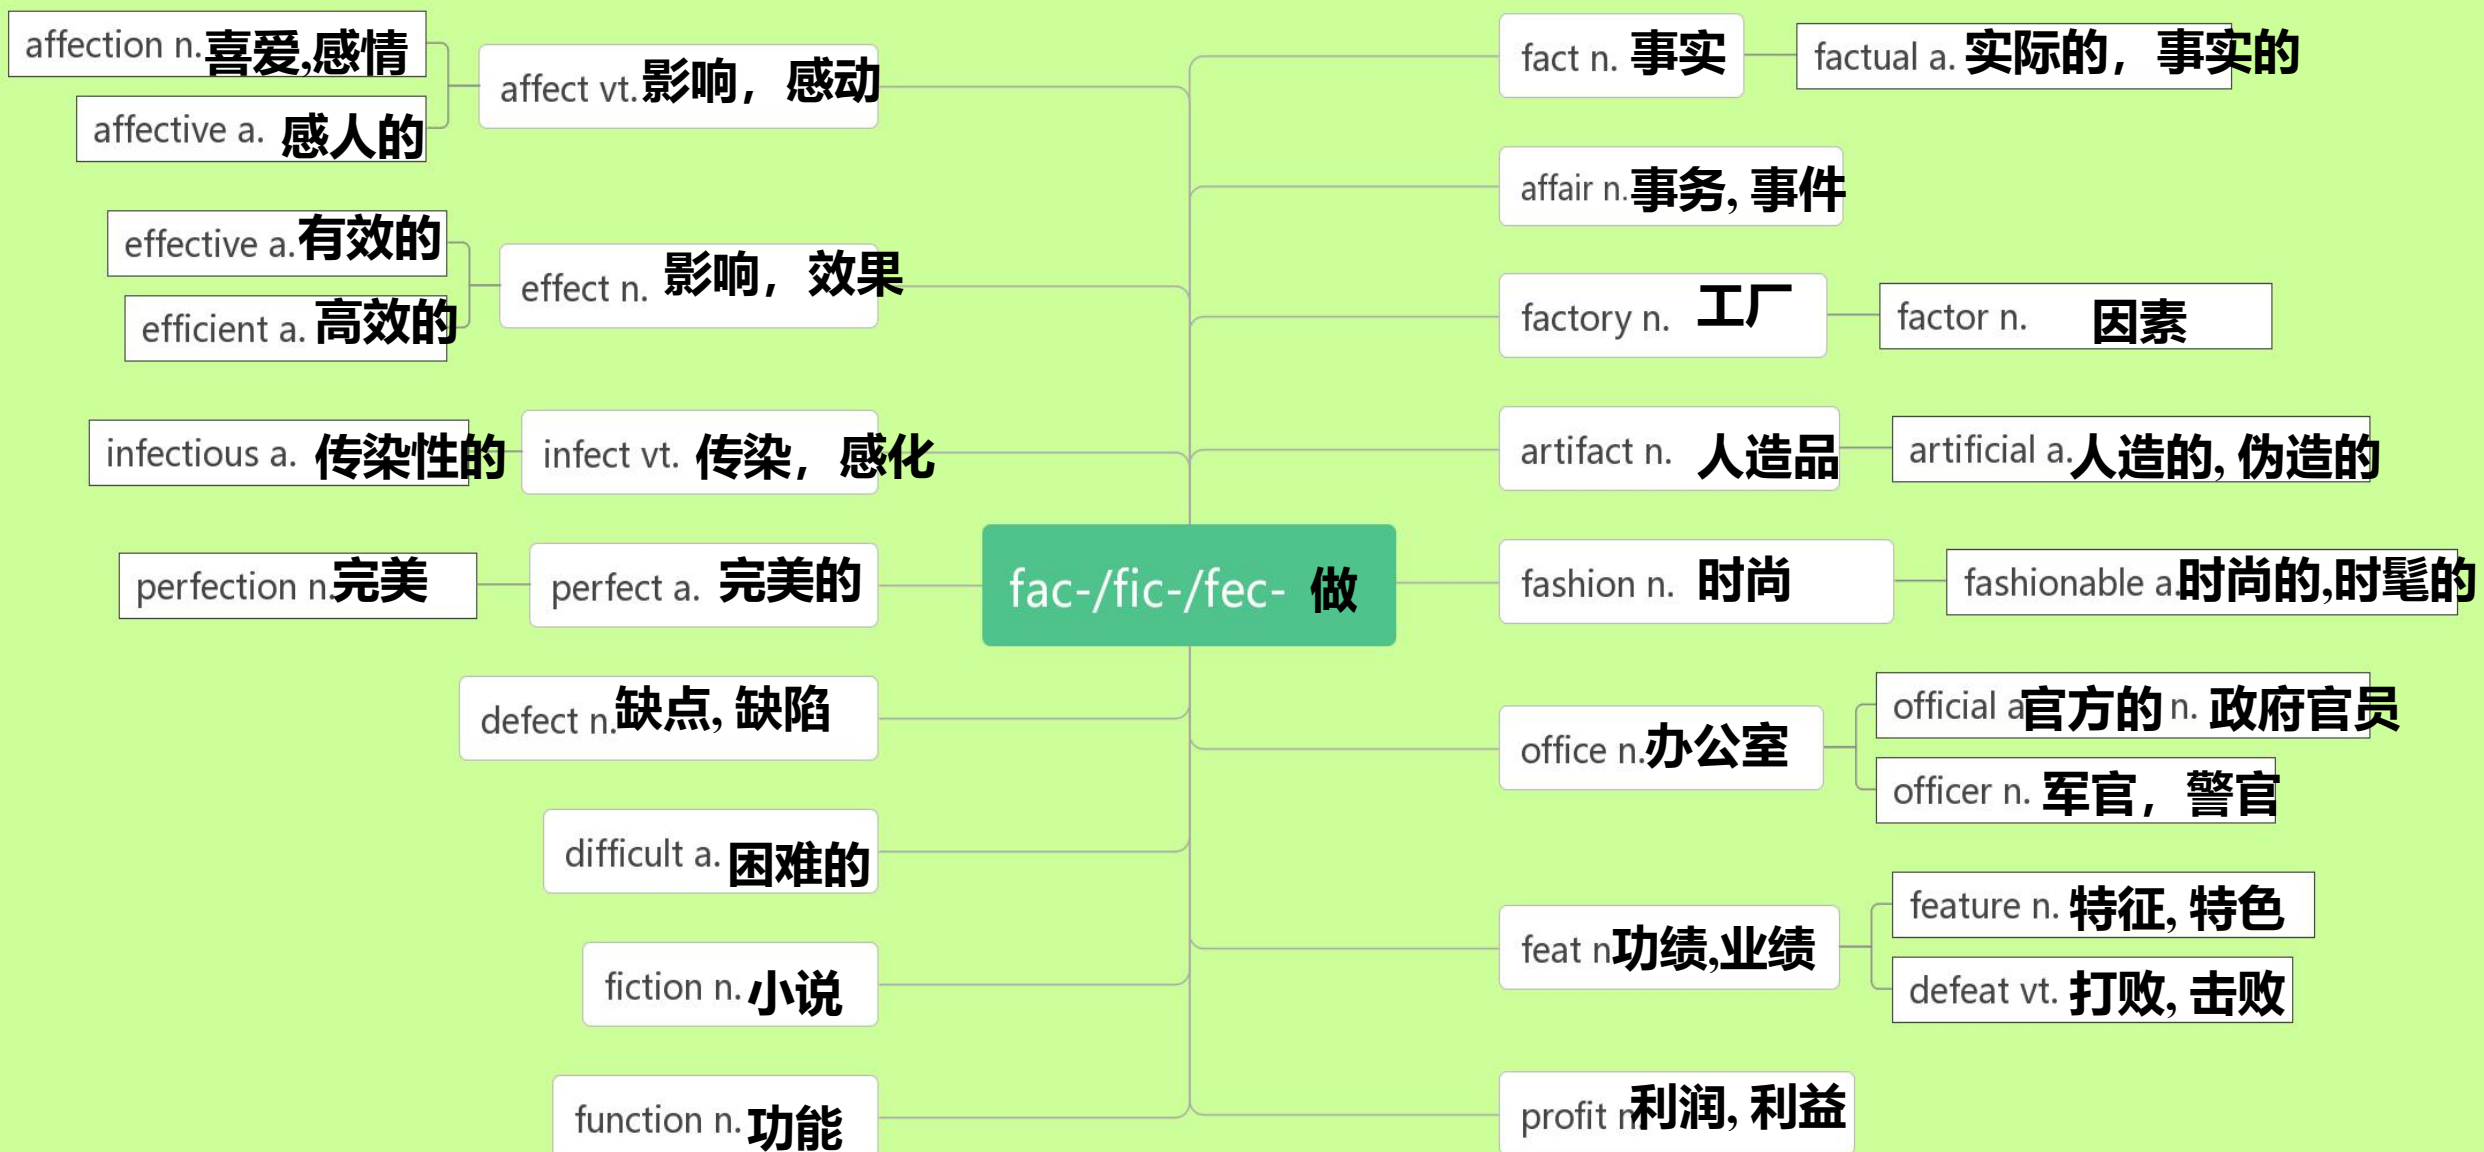 affection n.喜爱,感情
affective a. 感人的
affect vt.影响，感动
effective a.有效的
efficient a.高效的
effect n. 影响，效果
infectious a. 传染性的
infect vt. 传染，感化
perfection n.完美
perfect a. 完美的
defect n.缺点, 缺陷
difficult a. 困难的
fiction n.小说
function n.功能
fac-/fic-/fec- 做
fact n. 事实
factual a. 实际的，事实的
affair n.事务, 事件
factory n. 工厂
factor n. 因素
artifact n. 人造品
artificial a.人造的, 伪造的
fashion n. 时尚
fashionable a.时尚的,时髦的
office n.办公室
official a官方的 n. 政府官员
officer n. 军官，警官
feat n功绩,业绩
feature n. 特征, 特色
defeat vt. 打败, 击败
profit n利润, 利益